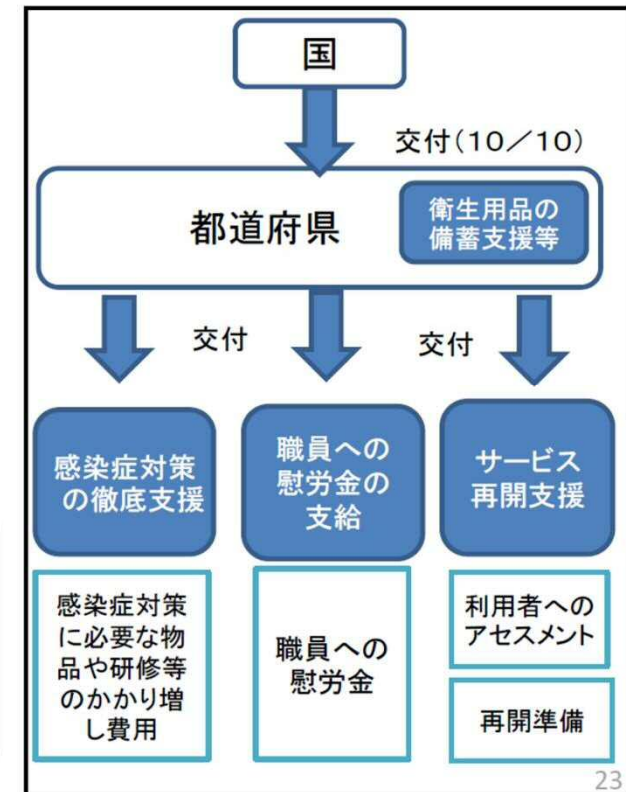 国
交付(10/10)
都道府県
衛生用品の
備蓄支援等
交付
交付
感染症対策
の徹底支援
職員への
慰労金の
支給
サービス
再開支援
感染症対策
に必要な物
品や研修等
のかかり増
し費用
職員への
慰労金
利用者への
アセスメント
再開準備
23